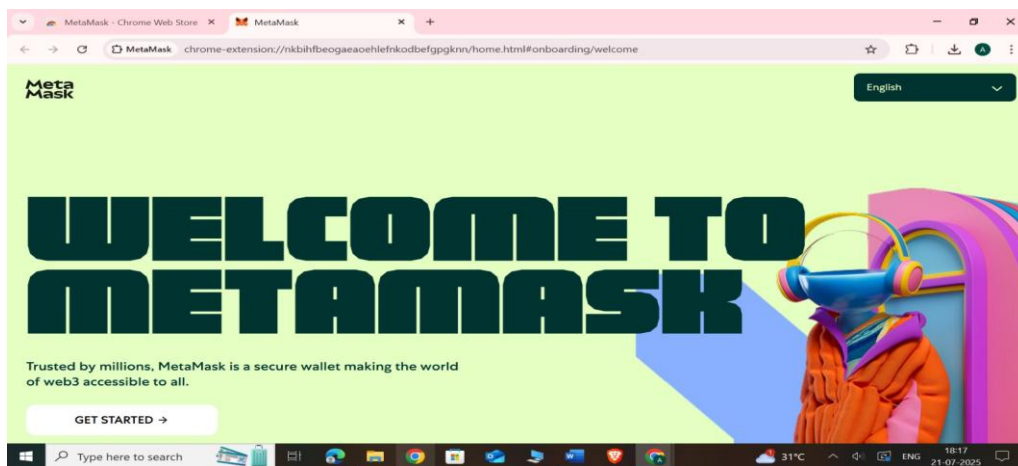 MetaMask - Chrome Web Store
MetaMask
MetaMask chrome-extension://nkbihfbeogaeaoehlefnkodbefgpgknn/home.html#onboarding/welcome
A
Meta
Mask
English
WELCOME TO
METAMASK
Trusted by millions, MetaMask is a secure wallet making the world
of web3 accessible to all.
GET STARTED →
Type here to search
31°C
ENG
18:17
21-07-2025